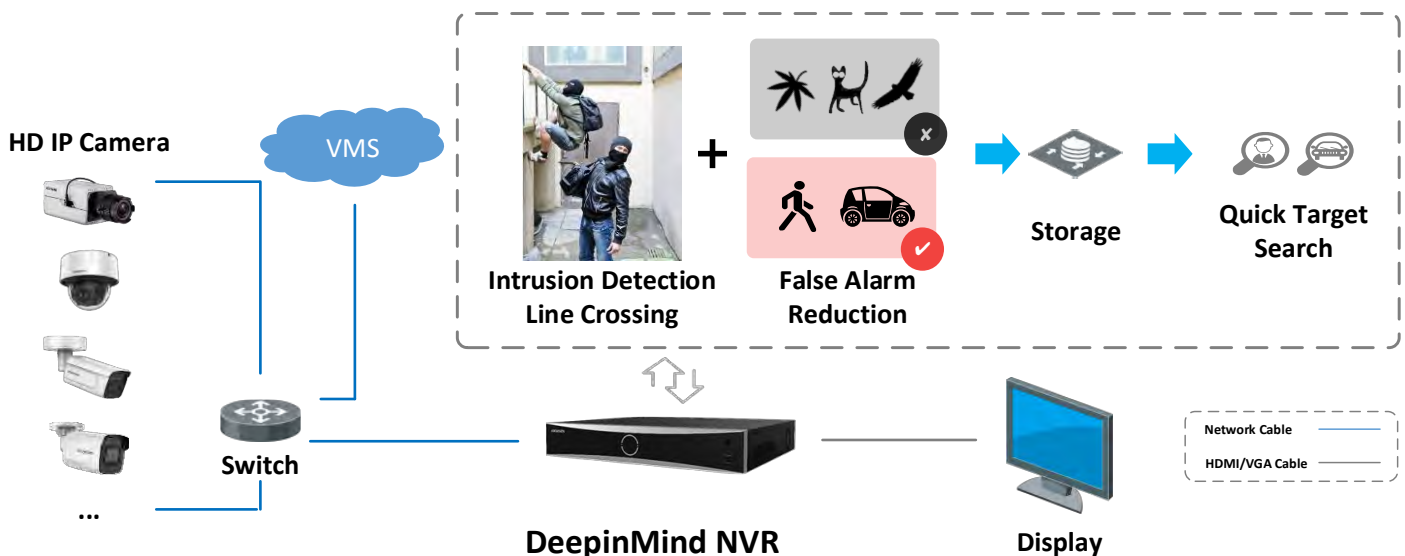 HD IP Camera
VMS
Intrusion Detection
Line Crossing
False Alarm
Reduction
Storage
Quick Target
Search
Switch
...
DeepinMind NVR
Display
Network Cable
HDMI/VGA Cable